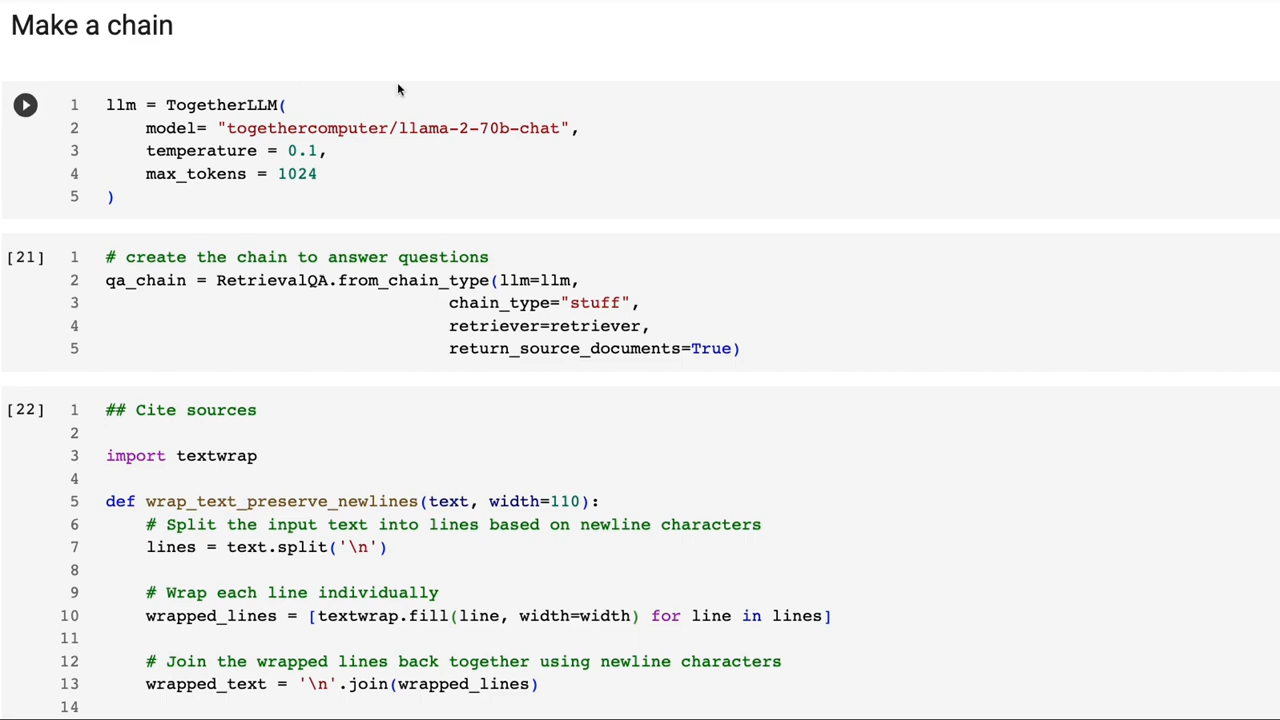 Make a chain
1 llm = TogetherLLM(
2 model= "togethercomputer/llama-2-70b-chat",
3 temperature = 0.1,
4 max_tokens = 1024
5 )
[21] 1 # create the chain to answer questions
2 qa_chain = RetrievalQA.from_chain_type(llm=llm,
3 chain_type="stuff",
4 retriever=retriever,
5 return_source_documents=True)
[22] 1 ## Cite sources
2
3 import textwrap
4
5 def wrap_text_preserve_newlines(text, width=110):
6 # Split the input text into lines based on newline characters
7 lines = text.split('\n')
8
9 # Wrap each line individually
10 wrapped_lines = [textwrap.fill(line, width=width) for line in lines]
11
12 # Join the wrapped lines back together using newline characters
13 wrapped_text = '\n'.join(wrapped_lines)
14